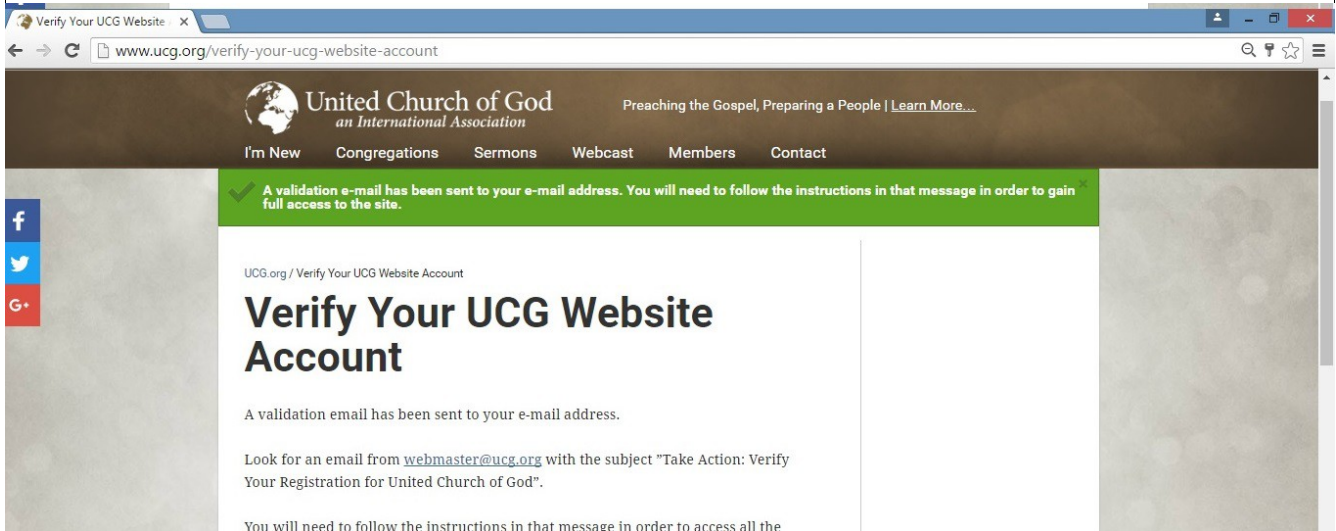 Verify Your UCG Website
www.ucg.org/verify-your-ucg-website-account
United Church of God
an International Association
Preaching the Gospel, Preparing a People | Learn More...
I'm New Congregations Sermons Webcast Members Contact
A validation e-mail has been sent to your e-mail address. You will need to follow the instructions in that message in order to gain
full access to the site.
f
G+
UCG.org / Verify Your UCG Website Account
Verify Your UCG Website
Account
A validation email has been sent to your e-mail address.
Look for an email from webmaster@ucg.org with the subject "Take Action: Verify
Your Registration for United Church of God".
You will need to follow the instructions in that message in order to access all the